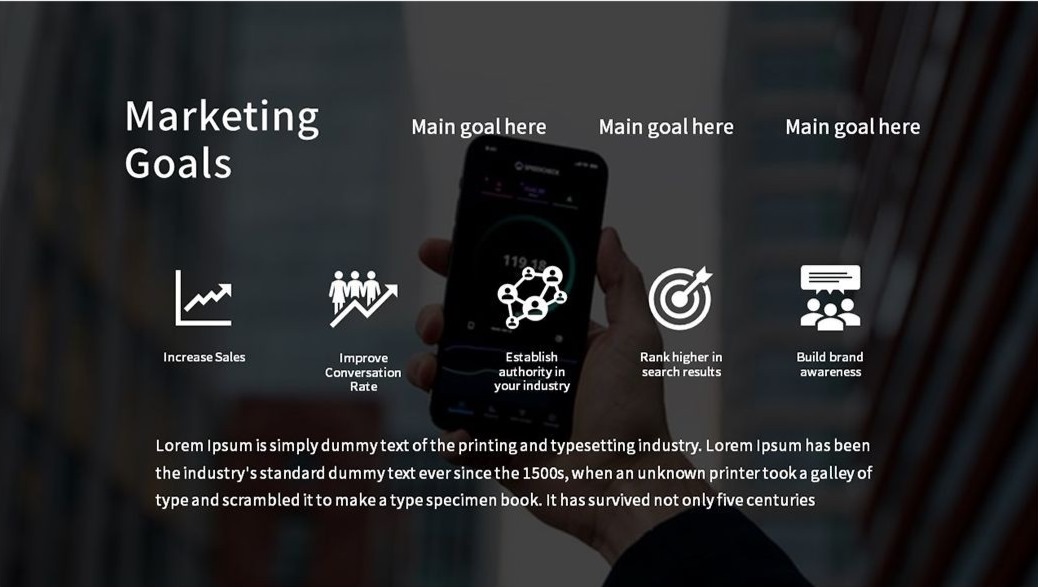 Marketing
Goals
Main goal here
Main goal here
Main goal here
119.18
Increase Sales
Improve
Conversation
Rate
Establish
authority in
your industry
Rank higher in
search results
Build brand
awareness
Lorem Ipsum is simply dummy text of the printing and typesetting industry. Lorem Ipsum has been
the industry's standard dummy text ever since the 1500s, when an unknown printer took a galley of
type and scrambled it to make a type specimen book. It has survived not only five centuries